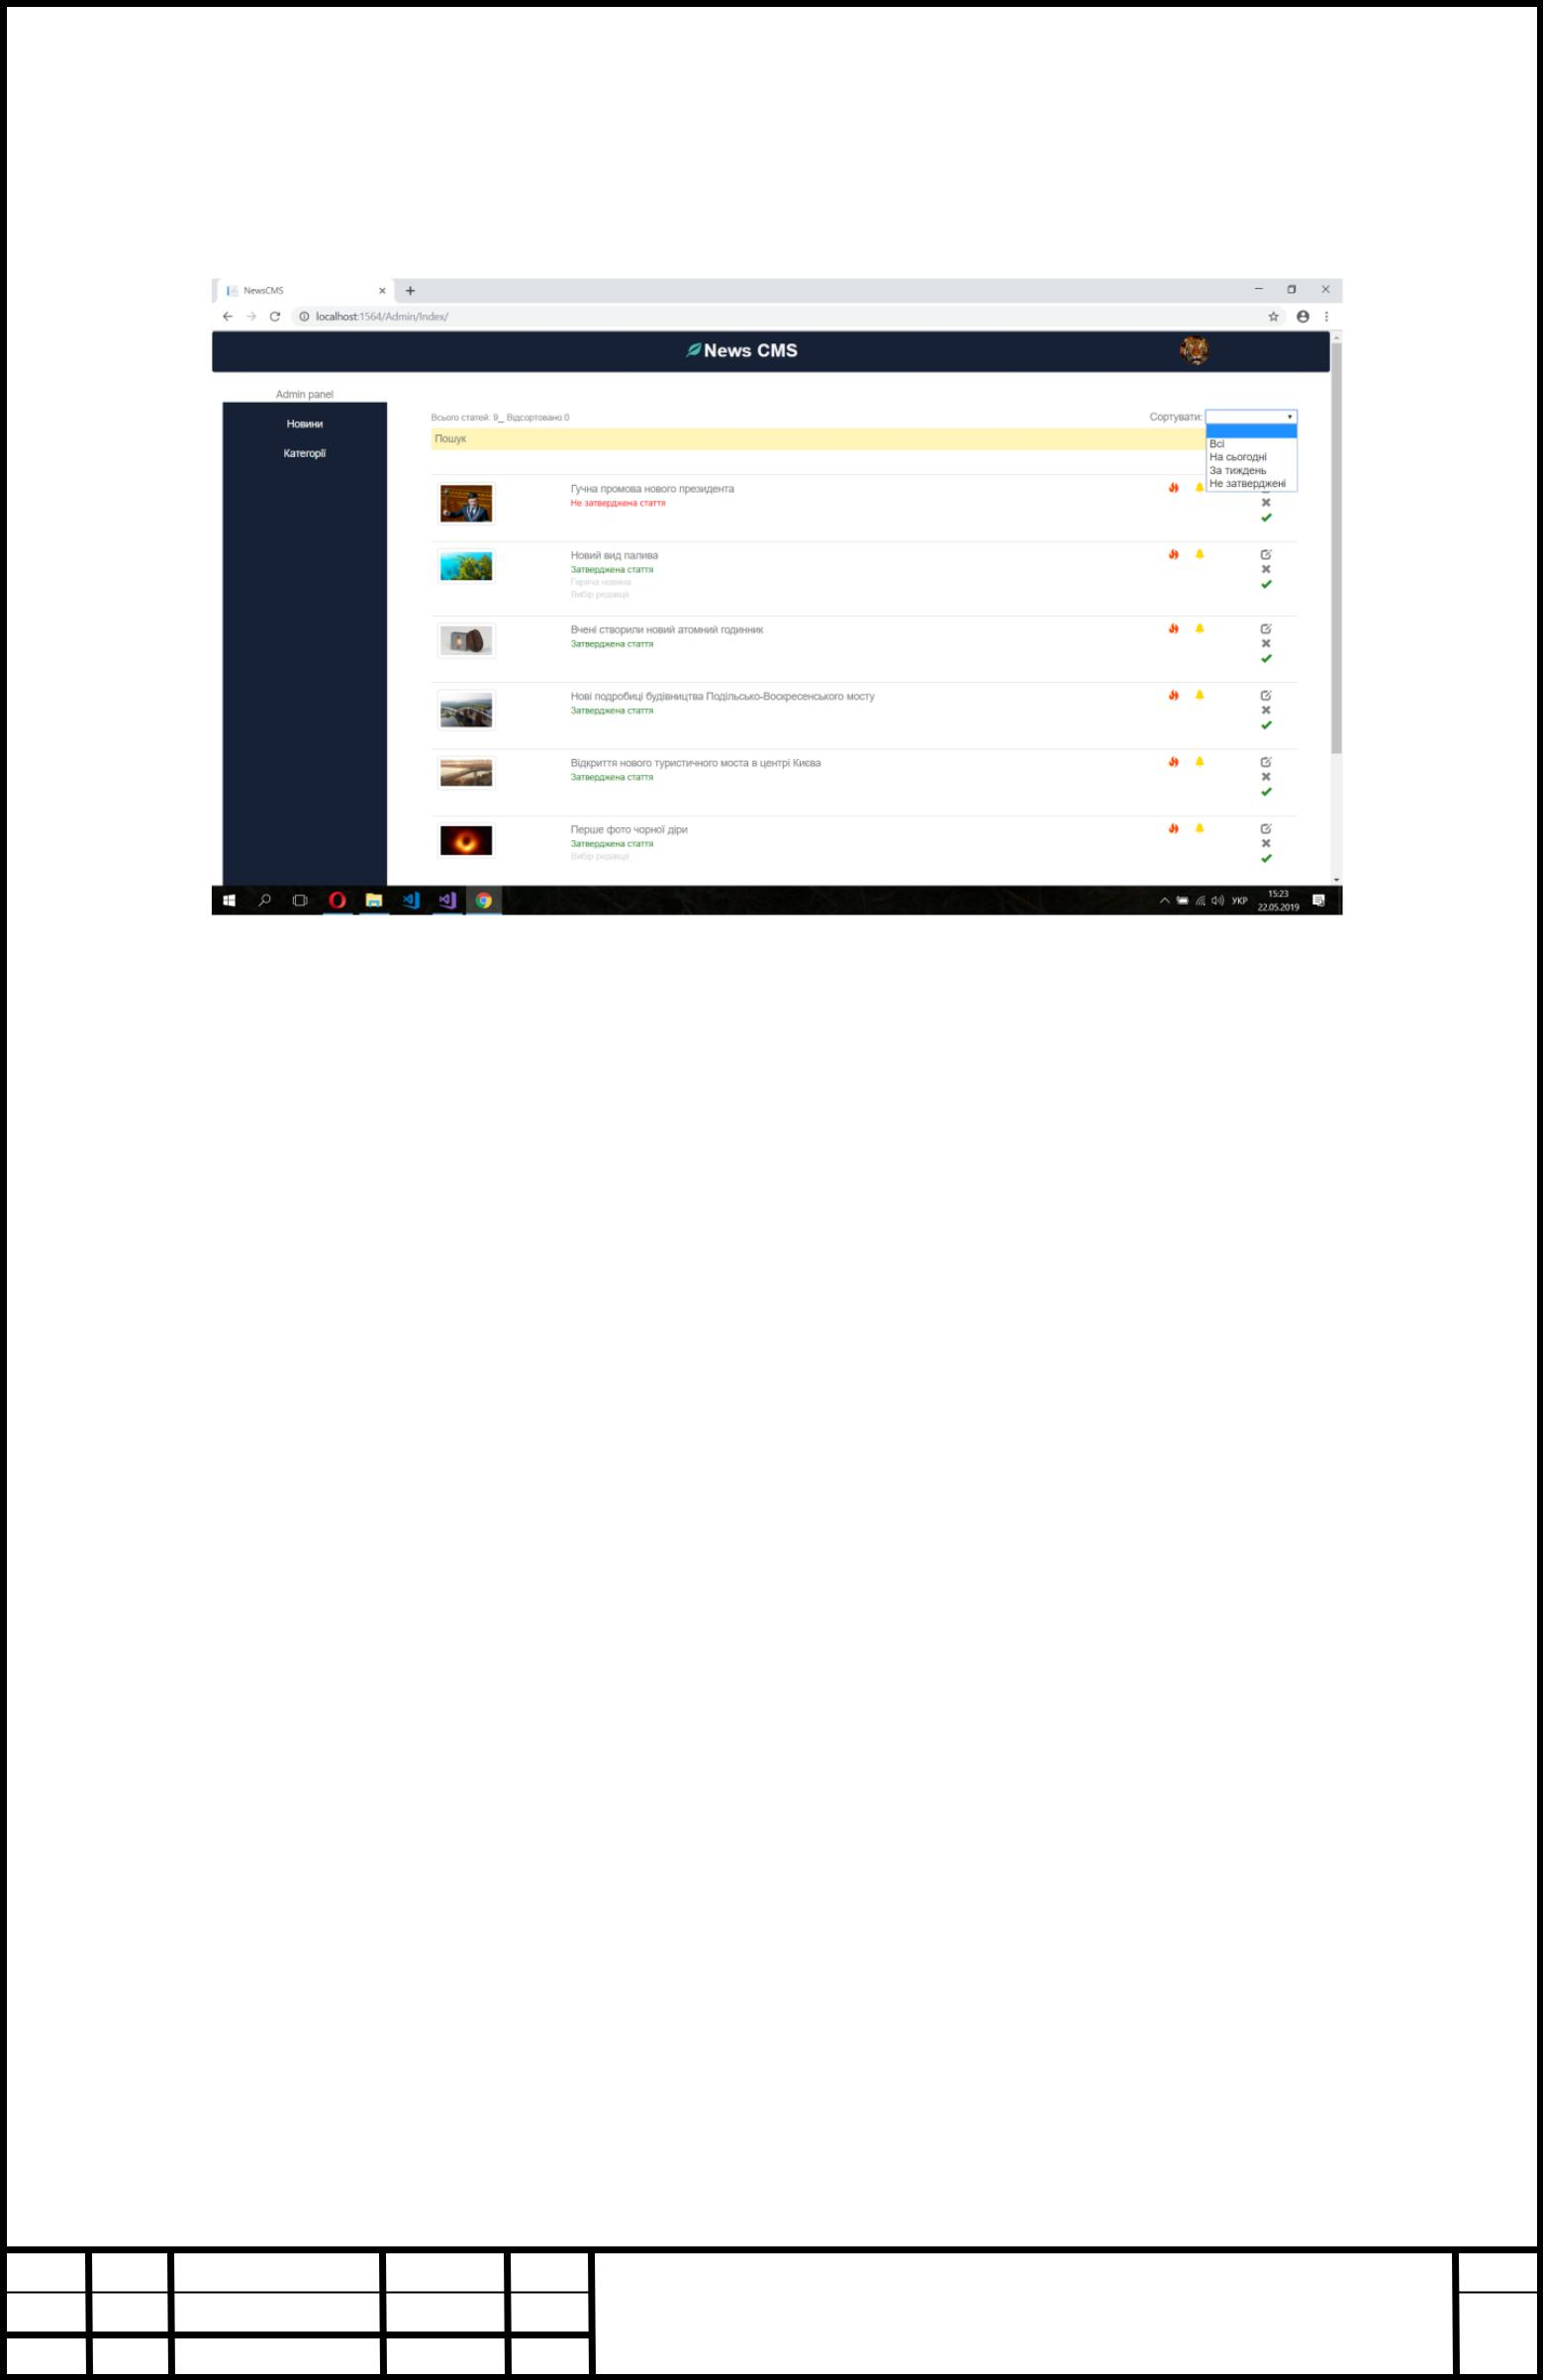 NewsCMS
localhost:1564/Admin/Index/
News CMS
Admin panel
Новини
Категорії
Всього статей: 9_ Відсортовано:0
Сортувати:
Пошук
Всі
На сьогодні
За тиждень
Не затверджені
Гучна промова нового президента
Не затверджена стаття
Новий вид палива
Затверджена стаття
Гаряча новина
Вибір редакції
Вчені створили новий атомний годинник
Затверджена стаття
Нові подробиці будівництва Подільсько-Воскресенського мосту
Затверджена стаття
Відкриття нового туристичного моста в центрі Києва
Затверджена стаття
Перше фото чорної діри
Затверджена стаття
Вибір редакції
УКР
15:23
22.05.2019